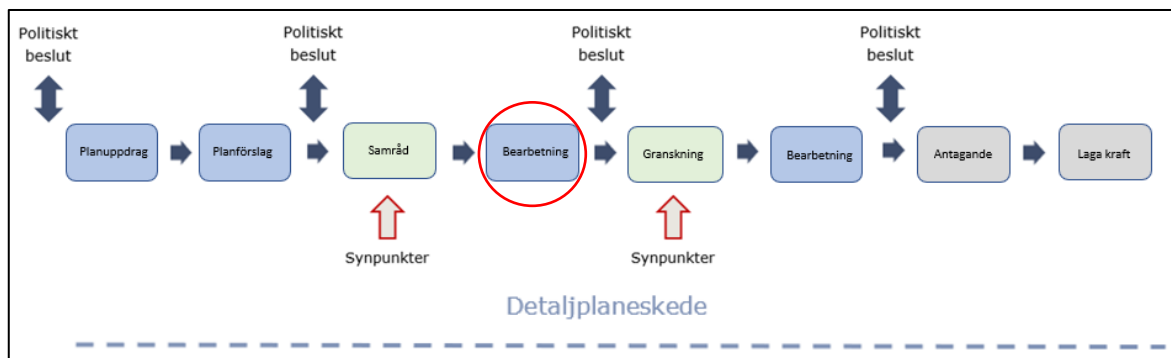 Politiskt
beslut
Politiskt
beslut
Politiskt
beslut
Politiskt
beslut
Planuppdrag
Planförslag
Samråd
Bearbetning
Granskning
Bearbetning
Antagande
Laga kraft
Synpunkter
Synpunkter
Detaljplaneskede